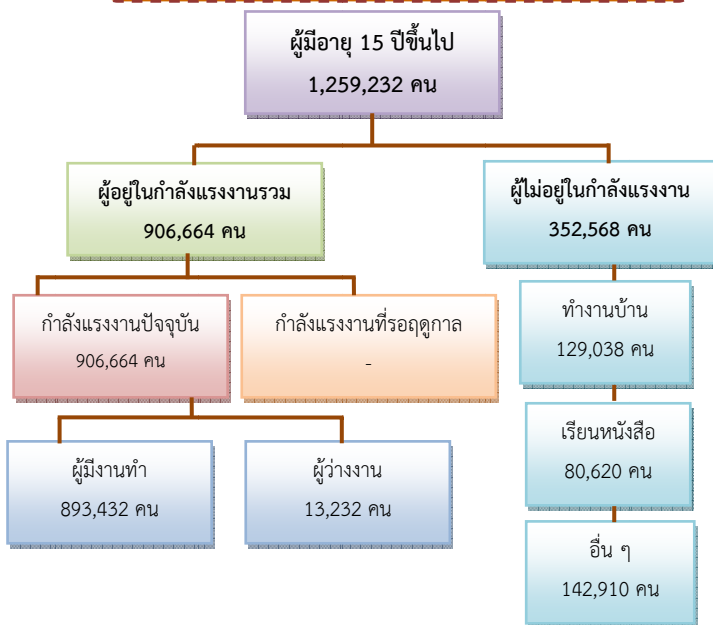 ผู้มีอายุ 15 ปีขึ้นไป
1,259,232 คน
ผู้อยู่ในกำลังแรงงานรวม
906,664 คน
ผู้ไม่อยู่ในกำลังแรงงาน
352,568 คน
กำลังแรงงานปัจจุบัน
906,664 คน
กำลังแรงงานที่รอฤดูกาล
-
ทำงานบ้าน
129,038 คน
ผู้มีงานทำ
893,432 คน
ผู้ว่างงาน
13,232 คน
เรียนหนังสือ
80,620 คน
อื่น ๆ
142,910 คน